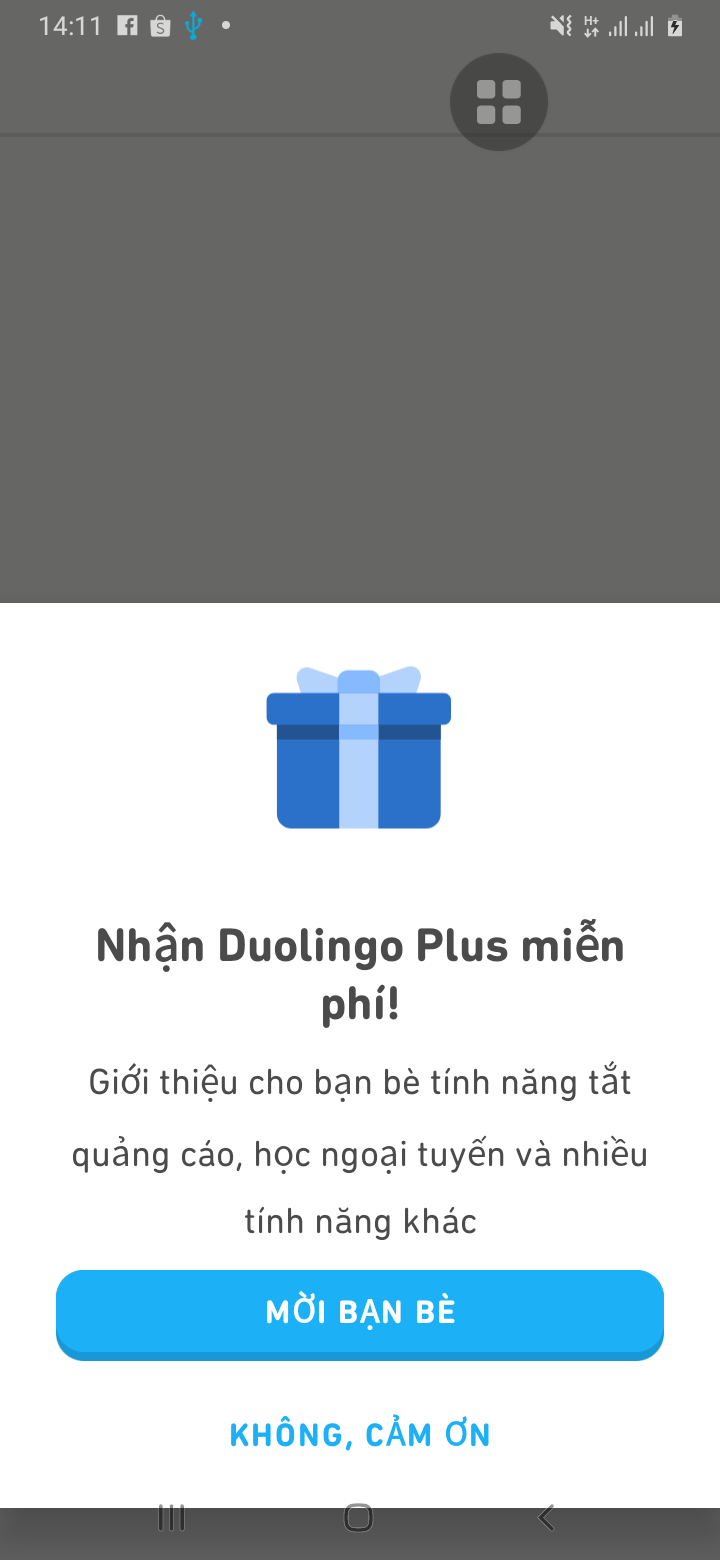 14:11
Nhận Duolingo Plus miễn
phí!
Giới thiệu cho bạn bè tính năng tắt
quảng cáo, học ngoại tuyến và nhiều
tính năng khác
MỜI BẠN BÈ
KHÔNG, CẢM ƠN